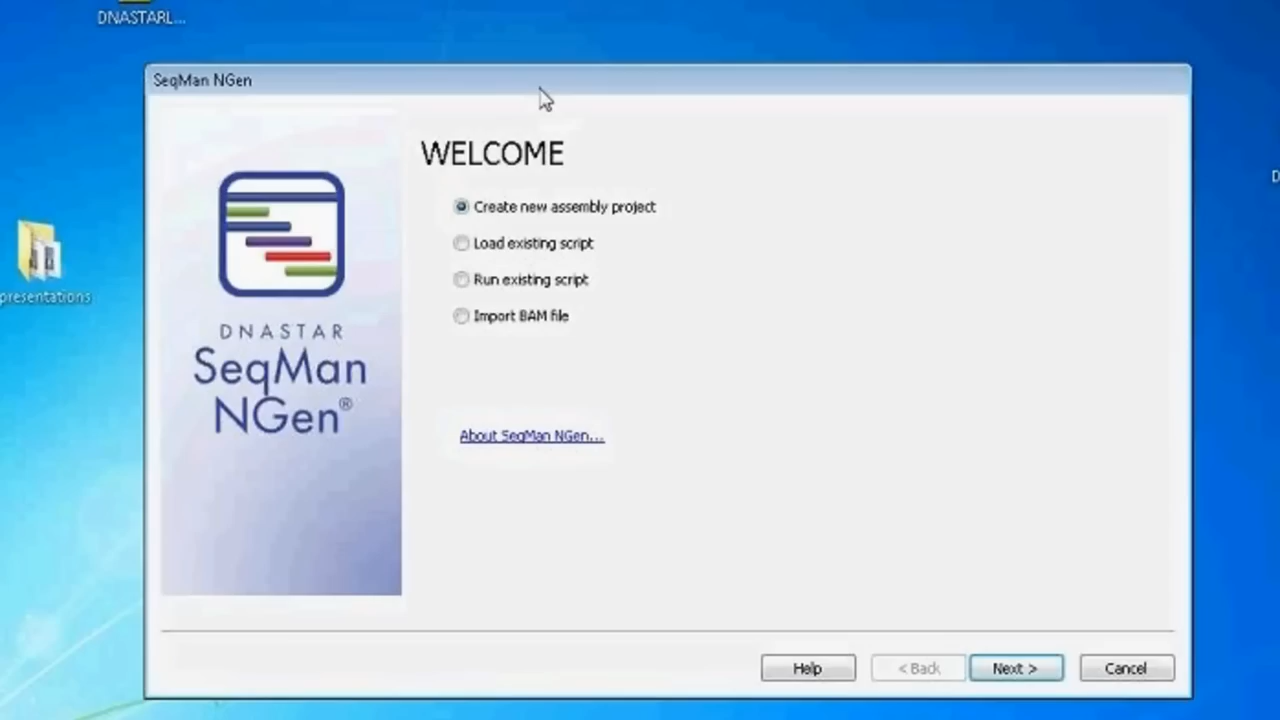 DNASTARL...
SeqMan NGen
WELCOME
Create new assembly project
Load existing script
Run existing script
Import BAM file
DNASTAR
SeqMan
NGen®
About SeqMan NGen...
presentations
Help
< Back
Next >
Cancel